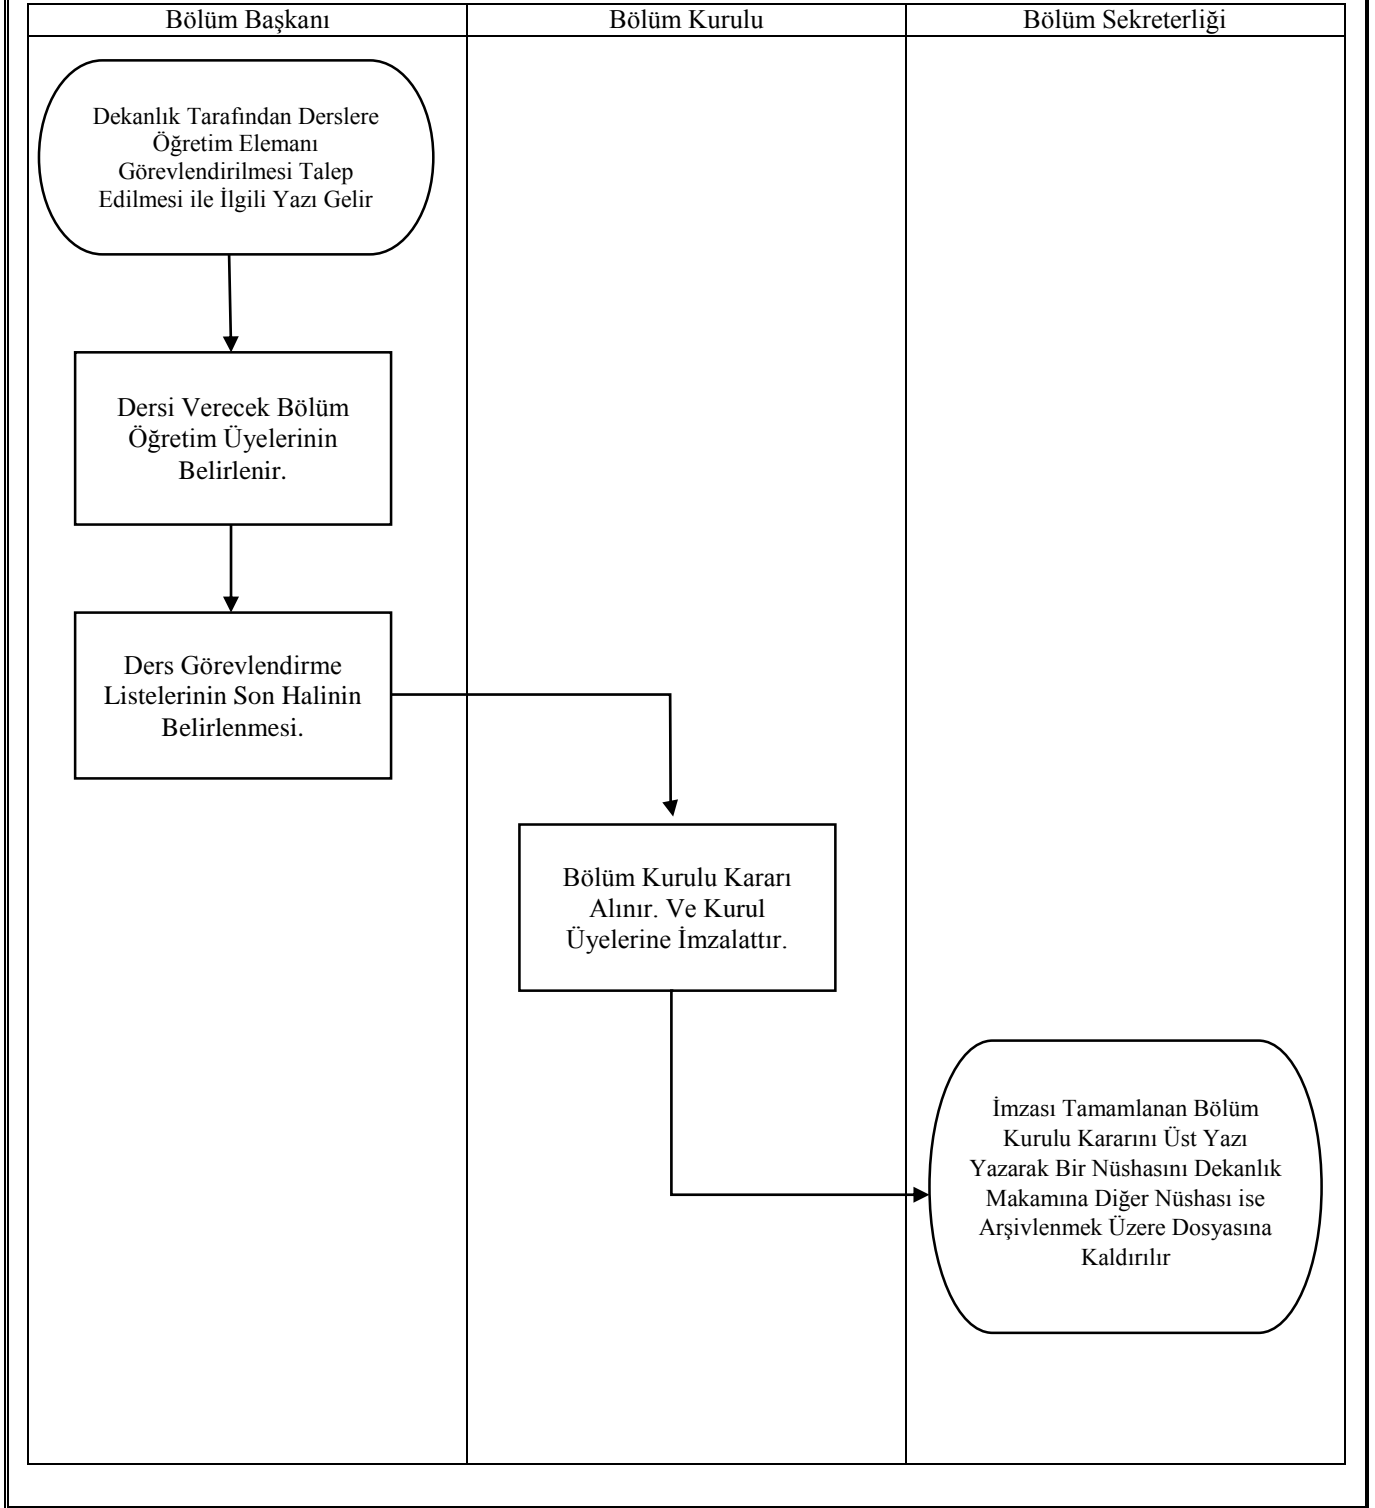 Bölüm Başkanı
Bölüm Kurulu
Bölüm Sekreterliği
Dekanlık Tarafından Derslere
Öğretim Elemanı
Görevlendirilmesi Talep
Edilmesi ile İlgili Yazı Gelir
Dersi Verecek Bölüm
Öğretim Üyelerinin
Belirlenir.
Ders Görevlendirme
Listelerinin Son Halinin
Belirlenmesi.
Bölüm Kurulu Kararı
Alınır. Ve Kurul
Üyelerine İmzalattır.
İmzası Tamamlanan Bölüm
Kurulu Kararını Üst Yazı
Yazarak Bir Nüshasını Dekanlık
Makamına Diğer Nüshası ise
Arşivlenmek Üzere Dosyasına
Kaldırılır